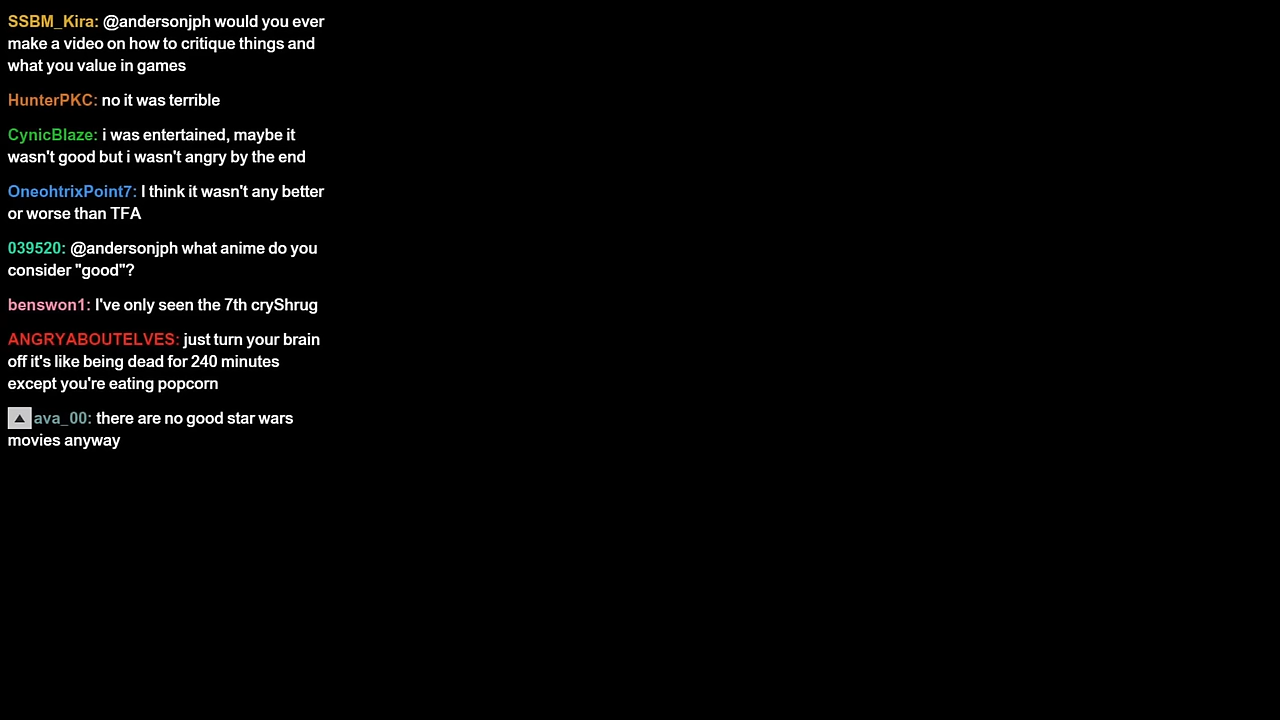 SSBM_Kira: @andersonjph would you ever
make a video on how to critique things and
what you value in games
HunterPKC: no it was terrible
CynicBlaze: i was entertained, maybe it
wasn't good but i wasn't angry by the end
OneohtrixPoint7: I think it wasn't any better
or worse than TFA
039520: @andersonjph what anime do you
consider "good"?
benswon1: I've only seen the 7th cryShrug
ANGRYABOUTELVES: just turn your brain
off it's like being dead for 240 minutes
except you're eating popcorn
ava_00: there are no good star wars
movies anyway